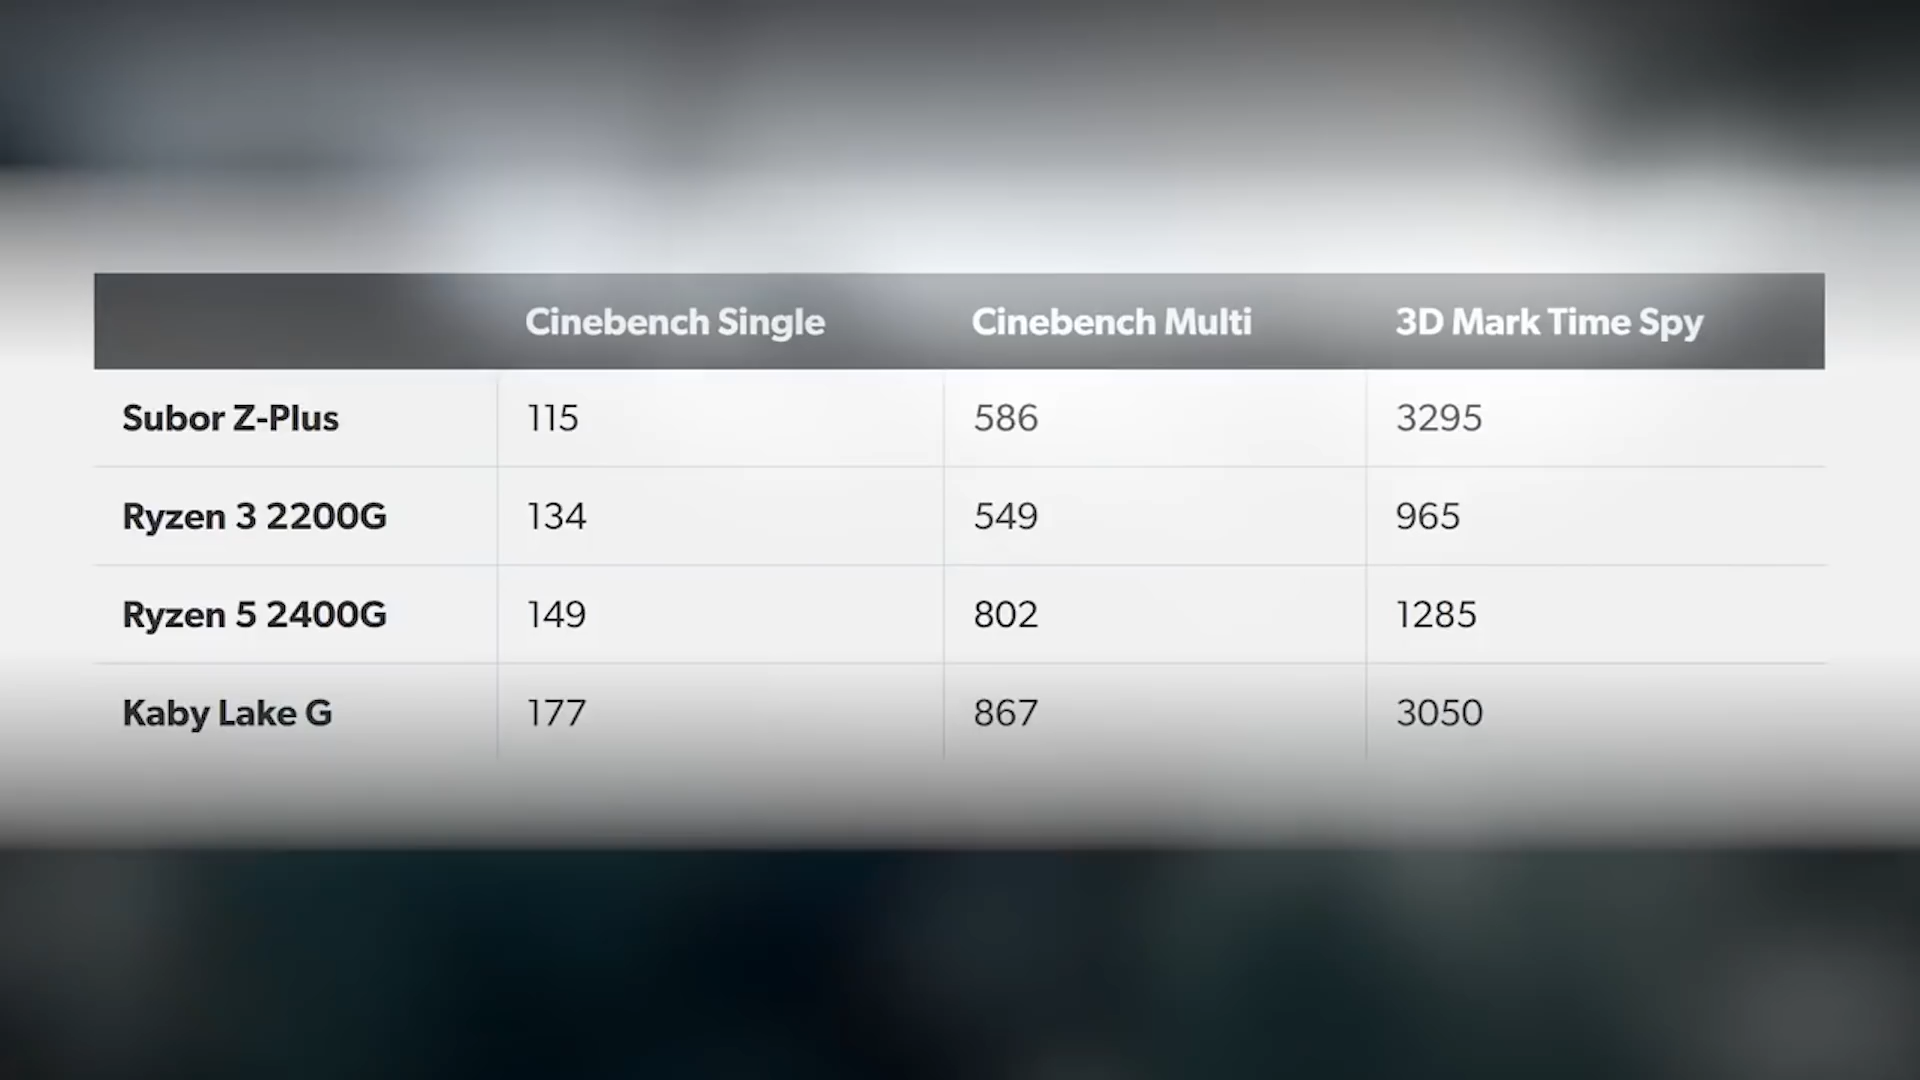 Cinebench Single Cinebench Multi 3D Mark Time Spy
Subor Z-Plus 115 586 3295
Ryzen 3 2200G 134 549 965
Ryzen 5 2400G 149 802 1285
Kaby Lake G 177 867 3050